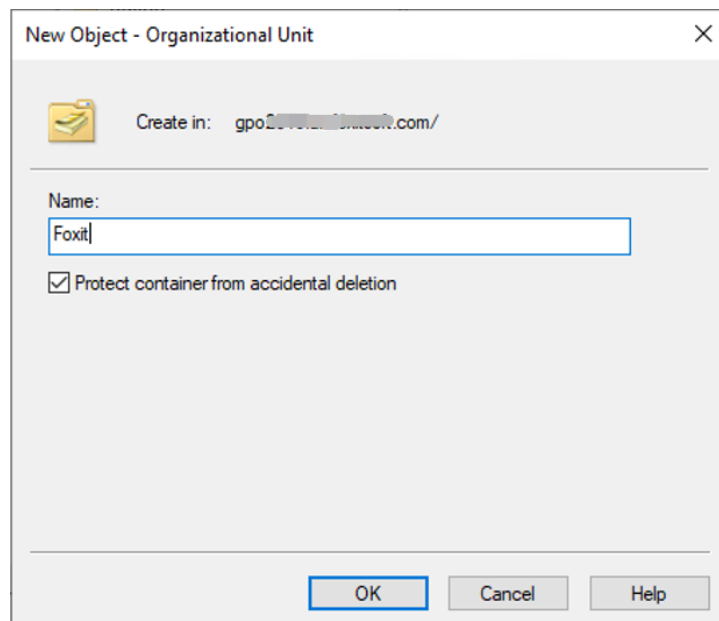 New Object - Organizational Unit
Create in:
Name:
Foxit
Protect container from accidental deletion
OK Cancel Help